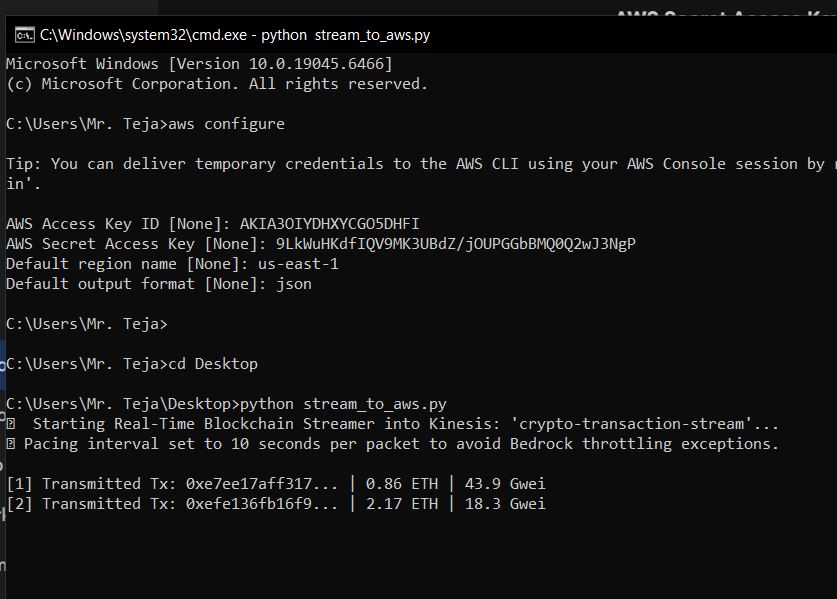 C:\Windows\system32\cmd.exe - python stream_to_aws.py
Microsoft Windows [Version 10.0.19045.6466]
(c) Microsoft Corporation. All rights reserved.
C:\Users\Mr. Teja>aws configure
Tip: You can deliver temporary credentials to the AWS CLI using your AWS Console session by
in'.
AWS Access Key ID [None]: AKIA3OIYDHXYCGO5DHFI
AWS Secret Access Key [None]: 9LkWuHKdfIQV9MK3UBdZ/jOUPGGbBMQ0Q2wJ3NgP
Default region name [None]: us-east-1
Default output format [None]: json
C:\Users\Mr. Teja>
C:\Users\Mr. Teja>cd Desktop
C:\Users\Mr. Teja\Desktop>python stream_to_aws.py
Starting Real-Time Blockchain Streamer into Kinesis: 'crypto-transaction-stream'...
Pacing interval set to 10 seconds per packet to avoid Bedrock throttling exceptions.
[1] Transmitted Tx: 0xe7ee17aff317... | 0.86 ETH | 43.9 Gwei
[2] Transmitted Tx: 0xefe136fb16f9... | 2.17 ETH | 18.3 Gwei